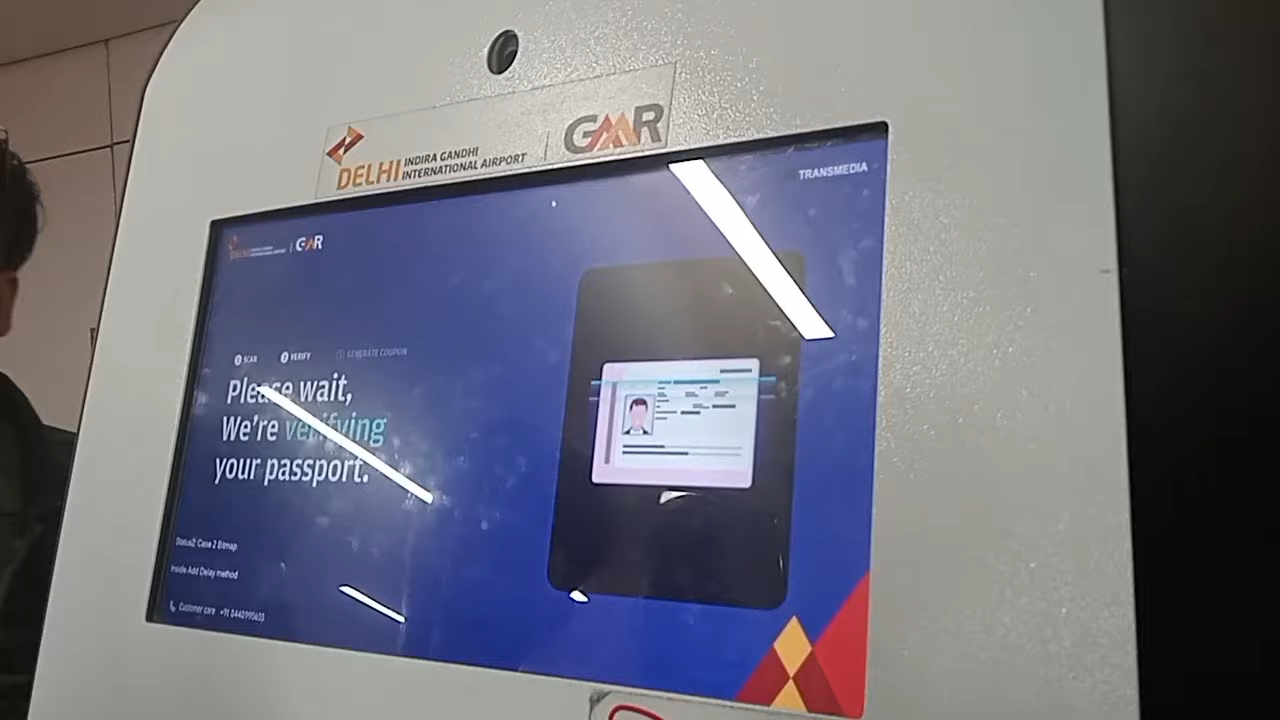 DELHI
INDIRA GANDHI
INTERNATIONAL AIRPORT
GMR
TRANSMEDIA
DELHI
GMR
SCAN
VERIFY
GENERATE COUPON
Please wait,
We're verifying
your passport.
Status2: Case 2 Bitmap
Inside Add Delay method
Customer care